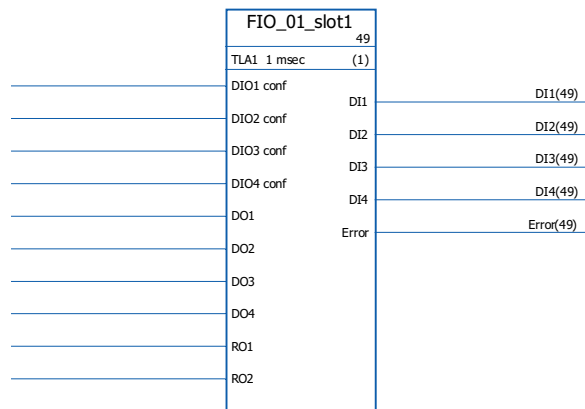 FIO_01_slot1
49
TLA1 1 msec (1)
DIO1 conf
DI1 DI1(49)
DIO2 conf
DI2 DI2(49)
DIO3 conf
DI3 DI3(49)
DIO4 conf
DI4 DI4(49)
DO1
Error Error(49)
DO2
DO3
DO4
RO1
RO2